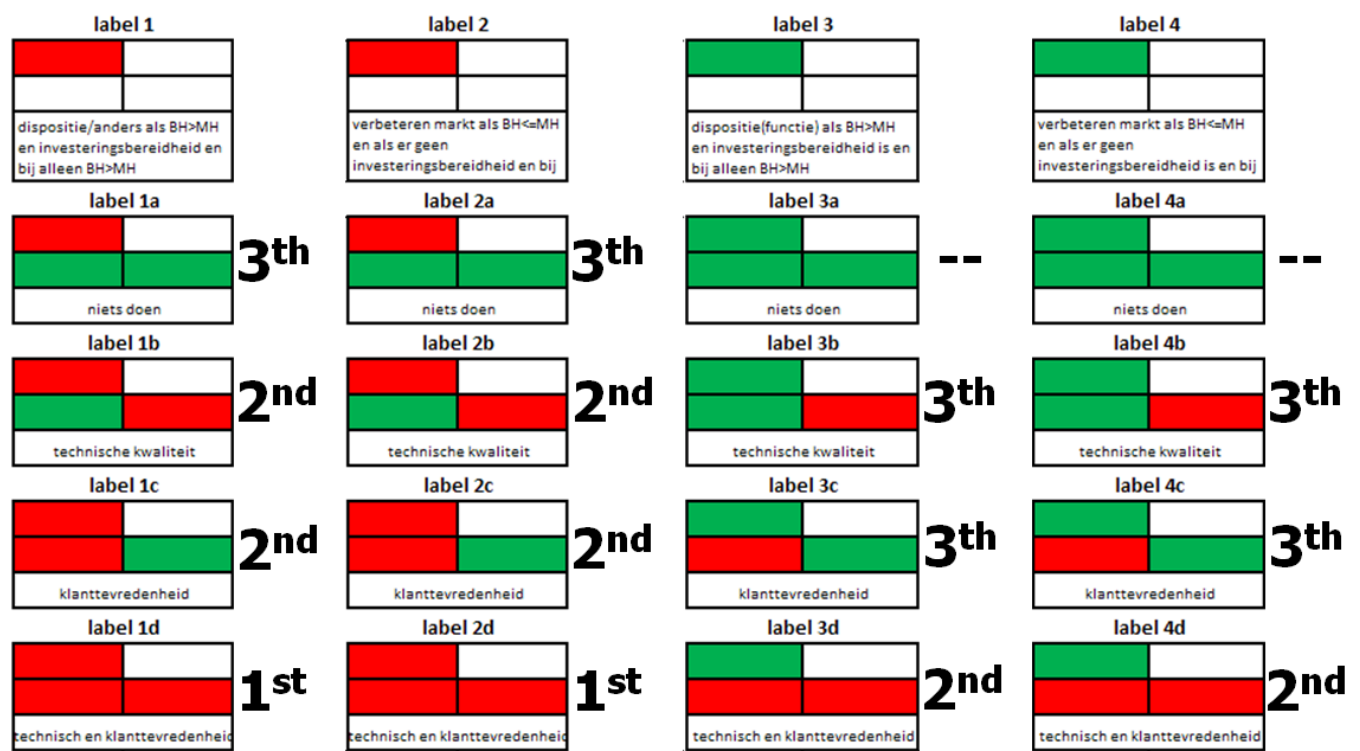 label 1
label 2
label 3
label 4
dispositie/anders als BH>MH
en investeringsbereidheid en
bij alleen BH>MH
verbeteren markt als BH<=MH
en als er geen
investeringsbereidheid en bij
dispositie(functie) als BH>MH
en investeringsbereidheid is en
bij alleen BH>MH
verbeteren markt als BH<=MH
en als er geen
investeringsbereidheid is en bij
label 1a
label 2a
label 3a
label 4a
3th
3th
--
--
niets doen
niets doen
niets doen
niets doen
label 1b
label 2b
label 3b
label 4b
2nd
2nd
3th
3th
technische kwaliteit
technische kwaliteit
technische kwaliteit
technische kwaliteit
label 1c
label 2c
label 3c
label 4c
2nd
2nd
3th
3th
klanttevredenheid
klanttevredenheid
klanttevredenheid
klanttevredenheid
label 1d
label 2d
label 3d
label 4d
1st
1st
2nd
2nd
technisch en klanttevredenheid
technisch en klanttevredenheid
technisch en klanttevredenheid
technisch en klanttevredenheid